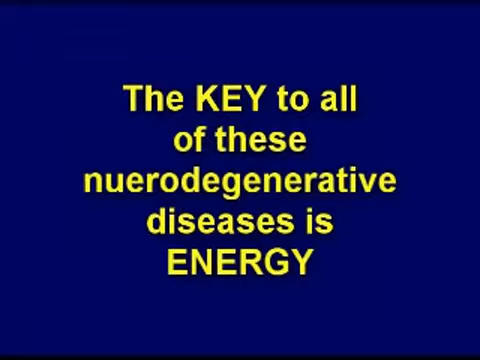 The KEY to all
of these
nuerodegenerative
diseases is
ENERGY